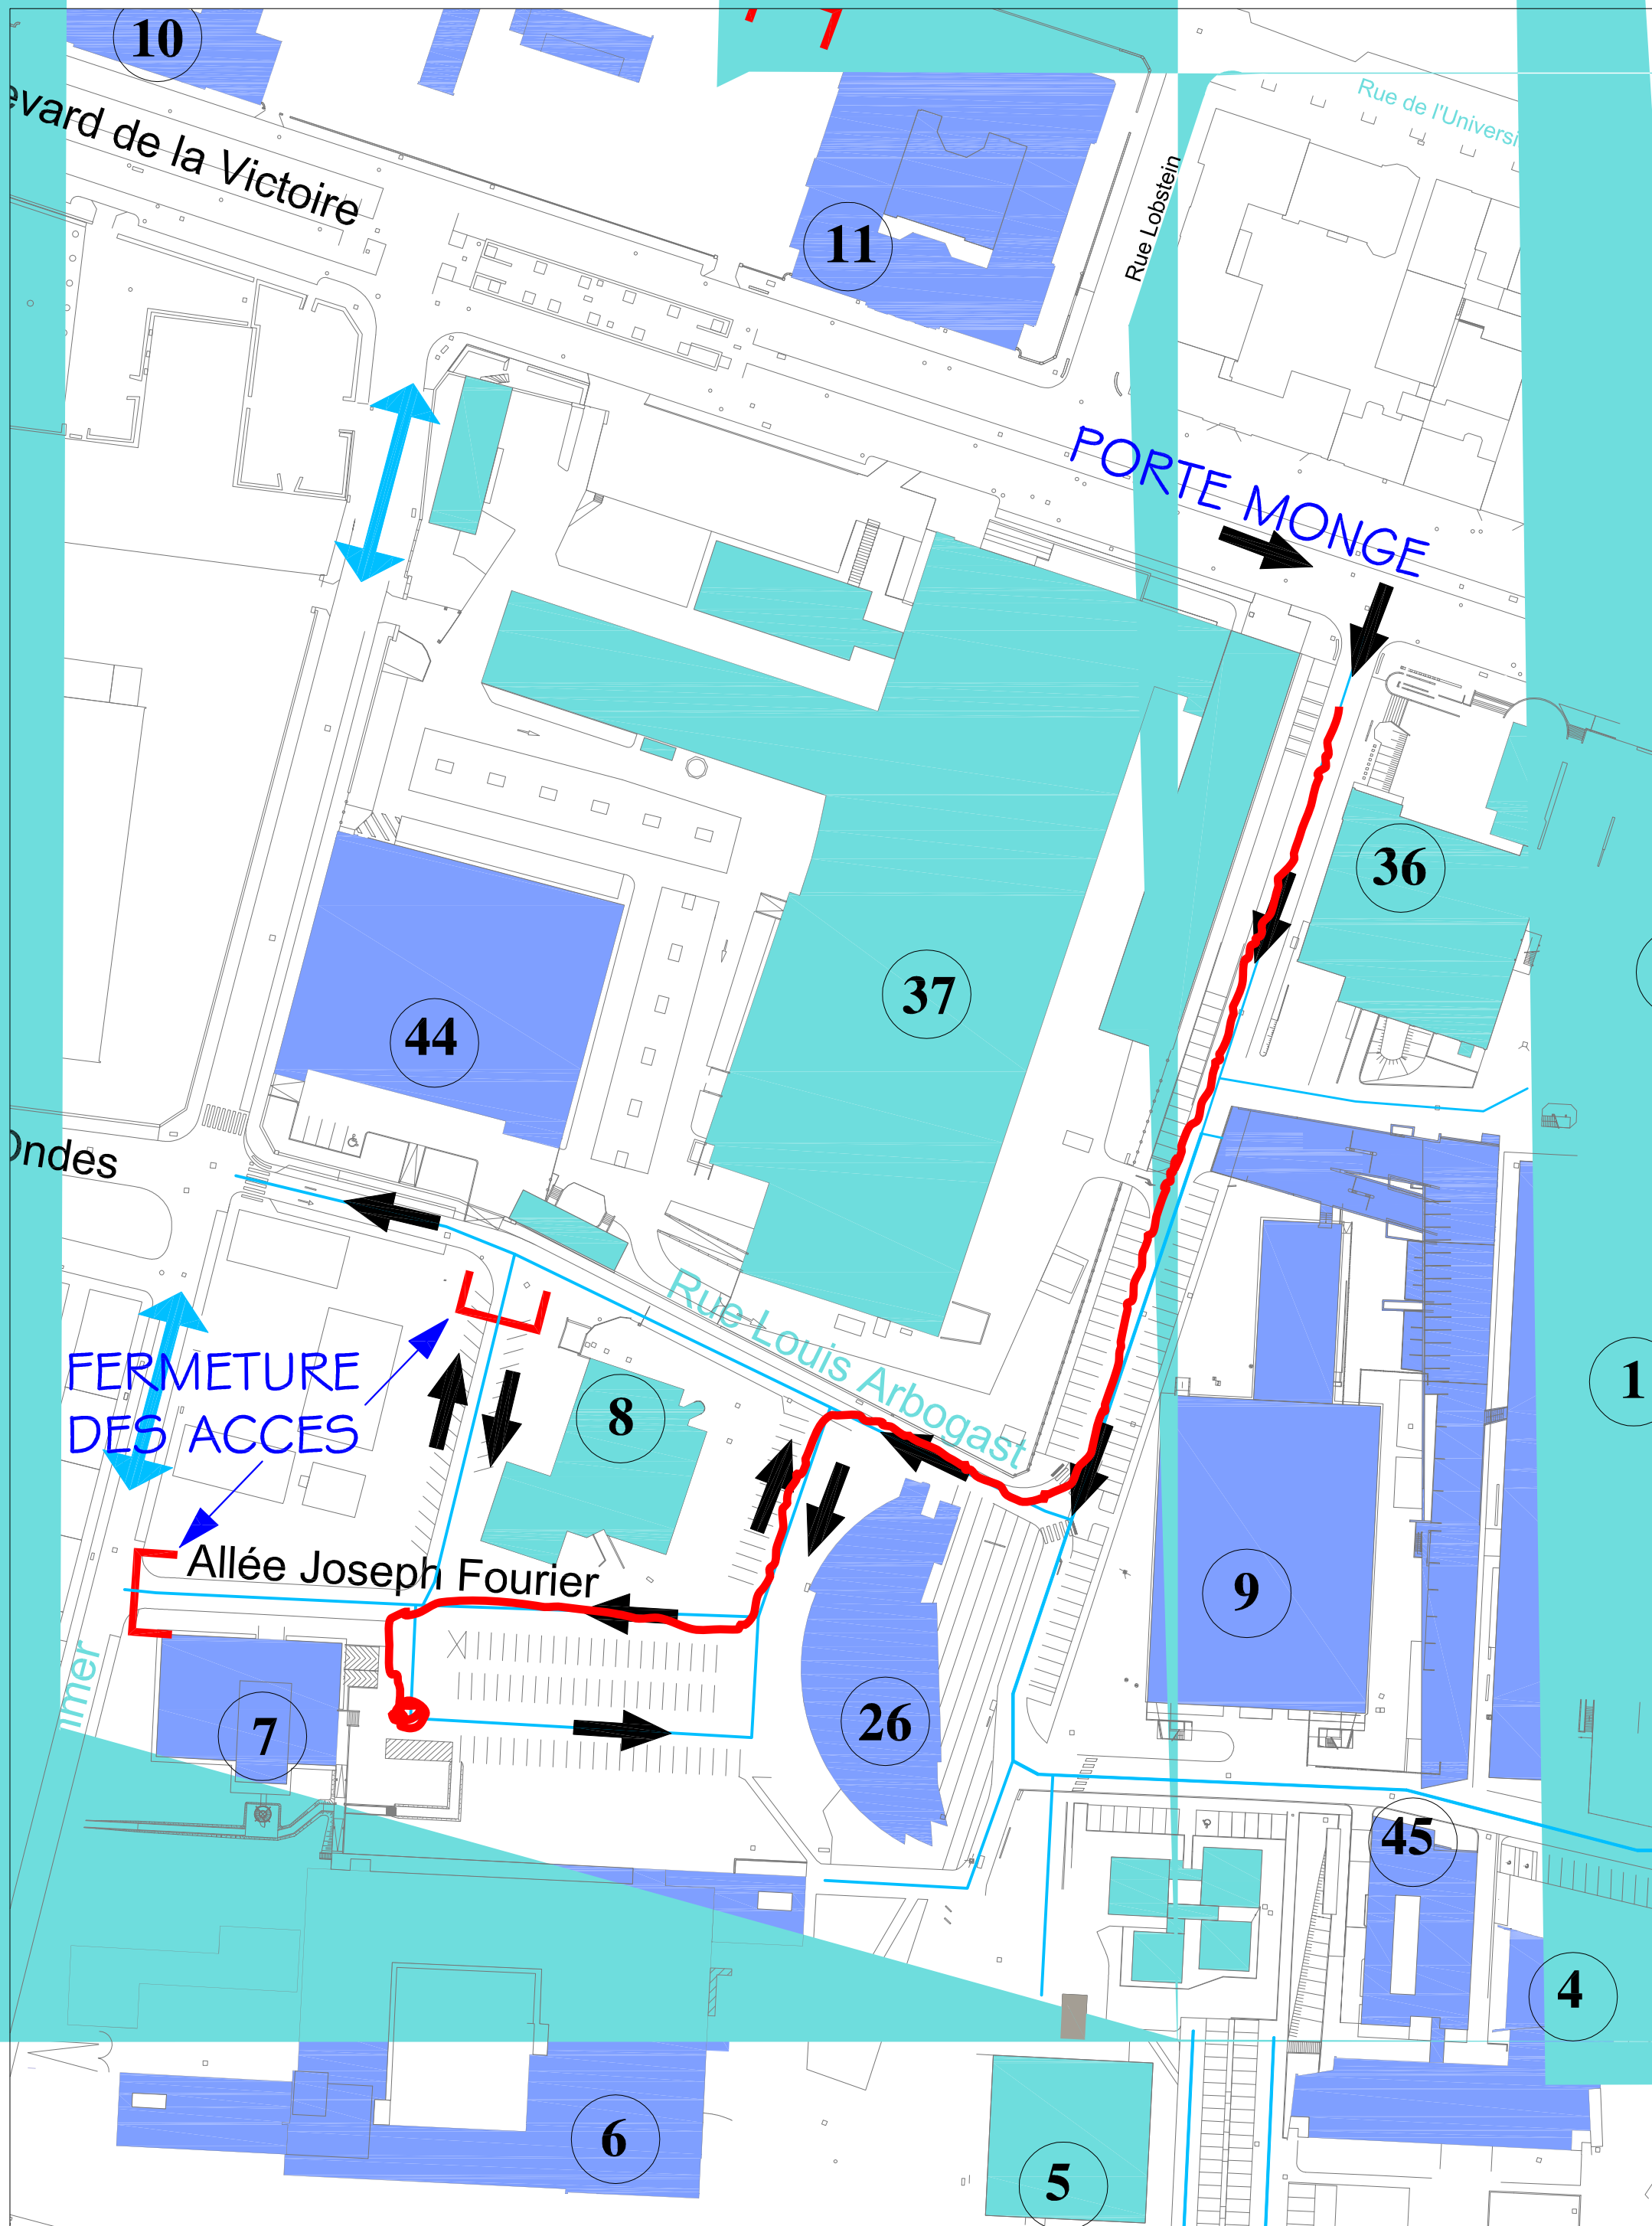 10
evard de la Victoire
Rue de l'Universi
Rue Lobstein
11
PORTE MONGE
36
37
44
Ondes
Rue Louis Arbogast
1
FERMETURE
DES ACCES
8
Allée Joseph Fourier
9
imer
7
26
45
4
6
5